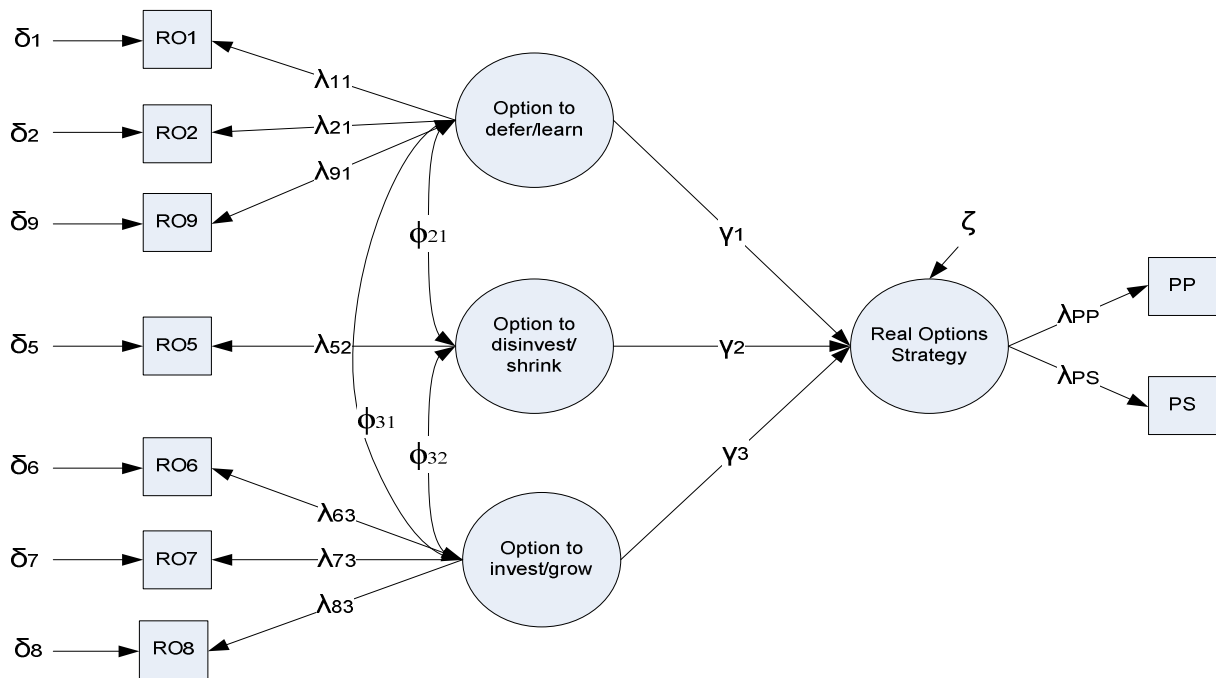 δ1
RO1
λ11
δ2
RO2
λ21
δ9
RO9
λ91
Option to
defer/learn
ϕ21
γ1
ζ
δ5
RO5
λ52
Option to
disinvest/
shrink
γ2
Real Options
Strategy
λPP
PP
λPS
PS
ϕ31
ϕ32
γ3
δ6
RO6
λ63
δ7
RO7
λ73
Option to
invest/grow
λ83
δ8
RO8